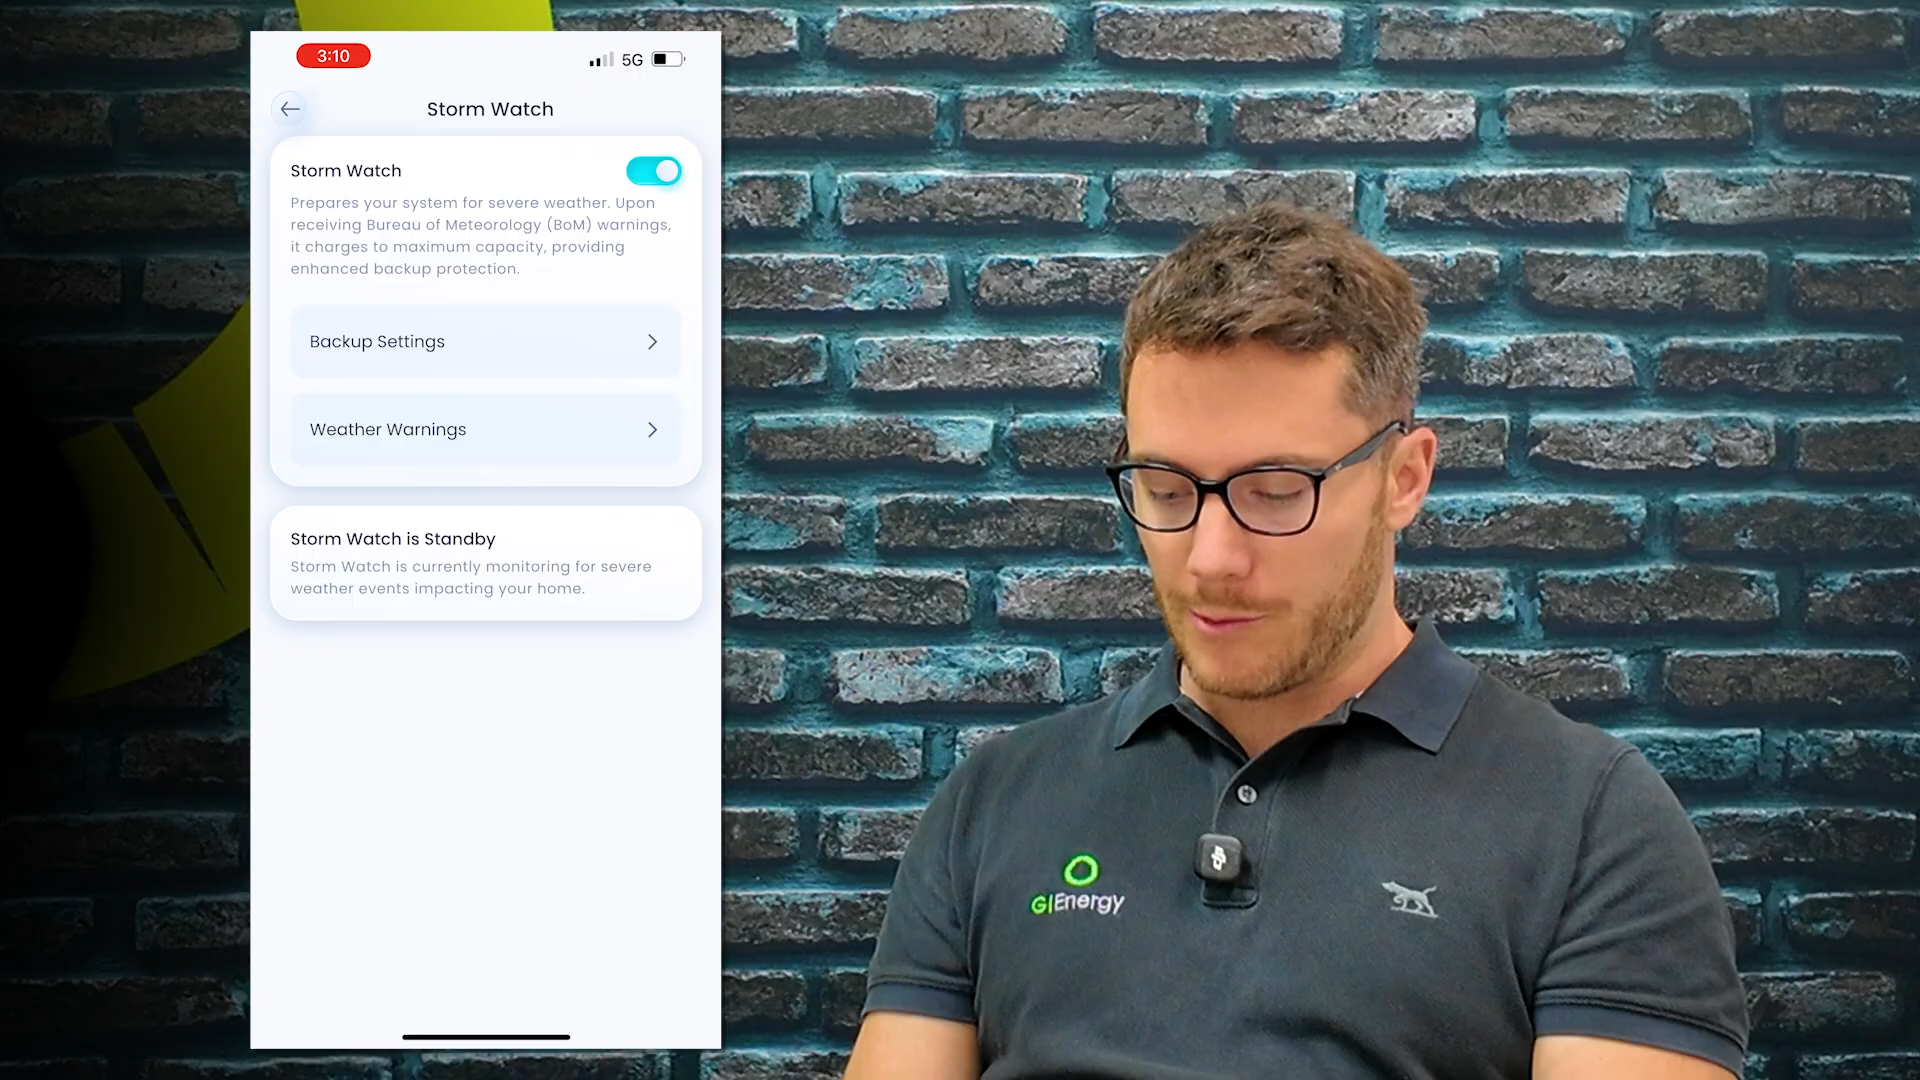 3:10
5G
Storm Watch
Storm Watch
Prepares your system for severe weather. Upon
receiving Bureau of Meteorology (BoM) warnings,
it charges to maximum capacity, providing
enhanced backup protection.
Backup Settings
Weather Warnings
Storm Watch is Standby
Storm Watch is currently monitoring for severe
weather events impacting your home.
GIEnergy